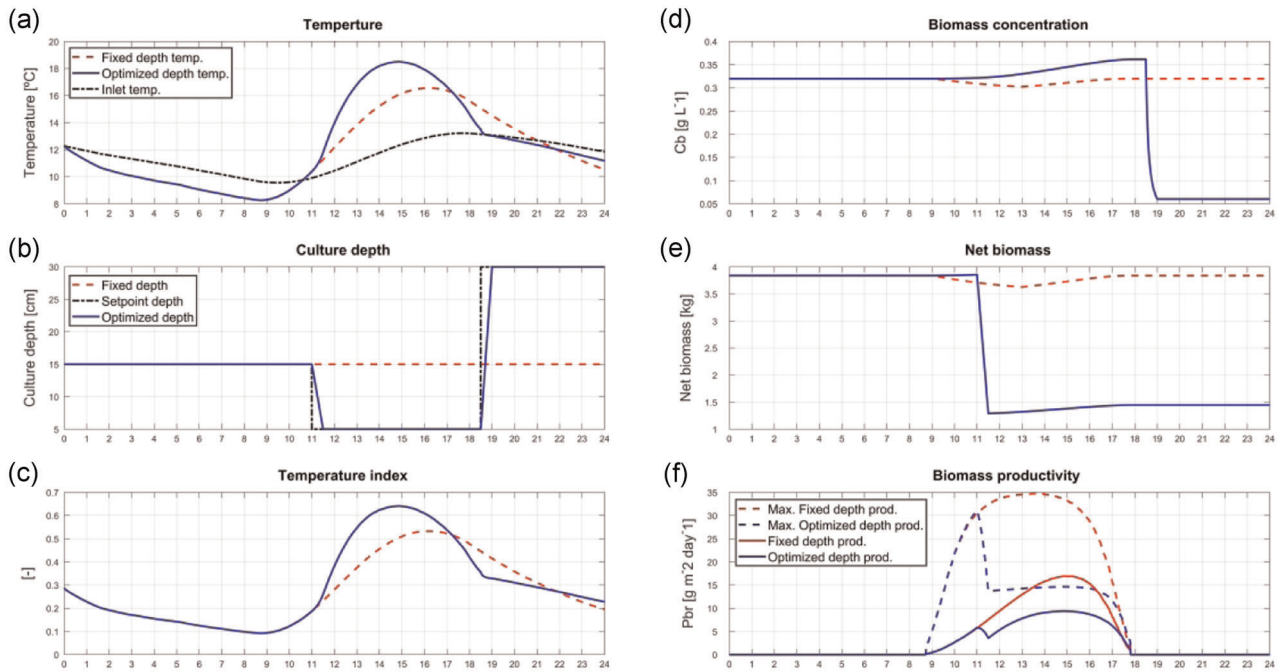 (a)
Temperture
Temperature [ºC]
20
18
16
14
12
10
8
Fixed depth temp.
Optimized depth temp.
Inlet temp.
0 1 2 3 4 5 6 7 8 9 10 11 12 13 14 15 16 17 18 19 20 21 22 23 24
(b)
Culture depth
Culture depth [cm]
30
25
20
15
10
5
Fixed depth
Setpoint depth
Optimized depth
0 1 2 3 4 5 6 7 8 9 10 11 12 13 14 15 16 17 18 19 20 21 22 23 24
(c)
Temperature index
[-]
0.7
0.6
0.5
0.4
0.3
0.2
0.1
0
0 1 2 3 4 5 6 7 8 9 10 11 12 13 14 15 16 17 18 19 20 21 22 23 24
(d)
Biomass concentration
Cb [g L-1]
0.4
0.35
0.3
0.25
0.2
0.15
0.1
0.05
0 1 2 3 4 5 6 7 8 9 10 11 12 13 14 15 16 17 18 19 20 21 22 23 24
(e)
Net biomass
Net biomass [kg]
4
3.5
3
2.5
2
1.5
1
0 1 2 3 4 5 6 7 8 9 10 11 12 13 14 15 16 17 18 19 20 21 22 23 24
(f)
Biomass productivity
Pbr [g m-2 day-1]
35
30
25
20
15
10
5
0
Max. Fixed depth prod.
Max. Optimized depth prod.
Fixed depth prod.
Optimized depth prod.
0 1 2 3 4 5 6 7 8 9 10 11 12 13 14 15 16 17 18 19 20 21 22 23 24